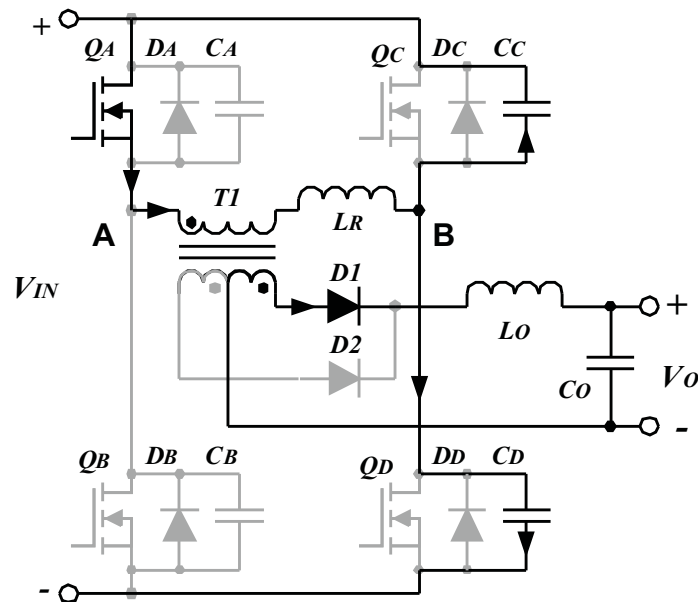 +
QA DA CA
QC DC CC
T1
LR
A
B
VIN
D1
D2
LO
+
CO
VO
-
QB DB CB
QD DD CD
-